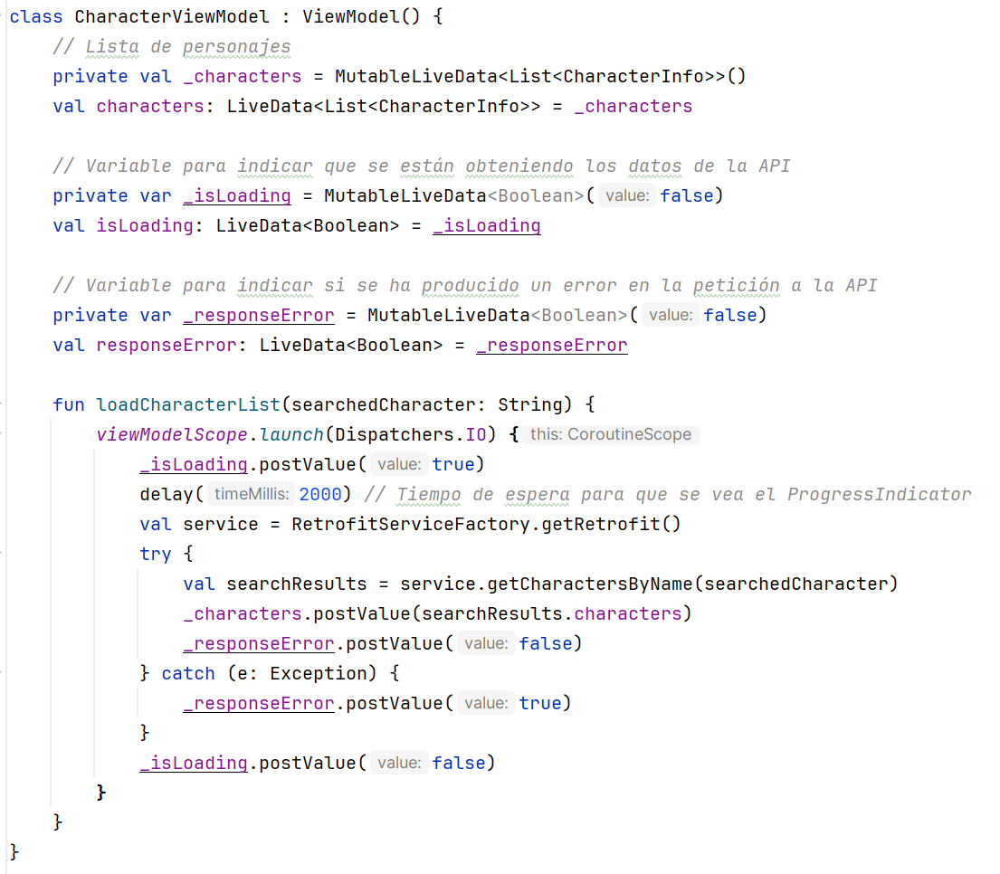 class CharacterViewModel : ViewModel() {
    // Lista de personajes
    private val _characters = MutableLiveData<List<CharacterInfo>>()
    val characters: LiveData<List<CharacterInfo>> = _characters

    // Variable para indicar que se están obteniendo los datos de la API
    private var _isLoading = MutableLiveData<Boolean>( value: false)
    val isLoading: LiveData<Boolean> = _isLoading

    // Variable para indicar si se ha producido un error en la petición a la API
    private var _responseError = MutableLiveData<Boolean>( value: false)
    val responseError: LiveData<Boolean> = _responseError

    fun loadCharacterList(searchedCharacter: String) {
        viewModelScope.launch(Dispatchers.IO) { this: CoroutineScope
            _isLoading.postValue( value: true)
            delay( timeMillis: 2000) // Tiempo de espera para que se vea el ProgressIndicator
            val service = RetrofitServiceFactory.getRetrofit()
            try {
                val searchResults = service.getCharactersByName(searchedCharacter)
                _characters.postValue(searchResults.characters)
                _responseError.postValue( value: false)
            } catch (e: Exception) {
                _responseError.postValue( value: true)
            }
            _isLoading.postValue( value: false)
        }
    }
}